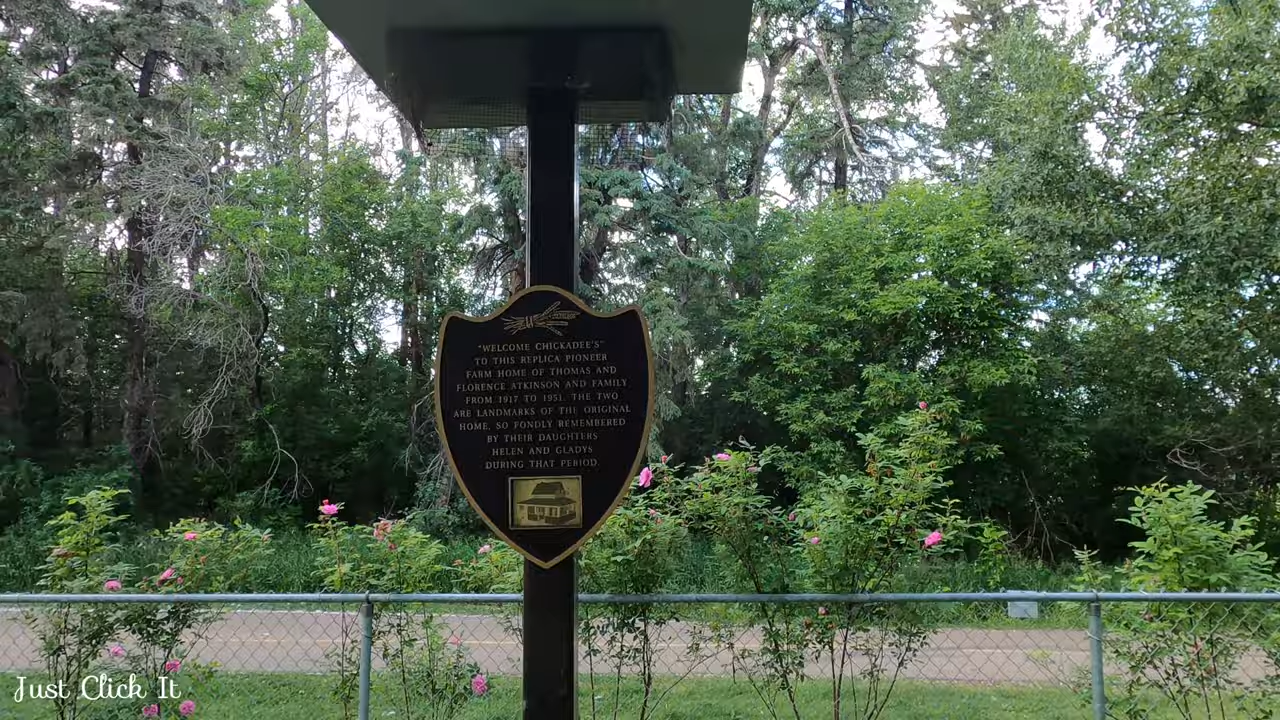 "WELCOME CHICKADEE'S"
TO THIS REPLICA PIONEER
FARM HOME OF THOMAS AND
FLORENCE ATKINSON AND FAMILY
FROM 1917 TO 1951. THE TWO
ARE LANDMARKS OF THE ORIGINAL
HOME, SO FONDLY REMEMBERED
BY THEIR DAUGHTERS
HELEN AND GLADYS
DURING THAT PERIOD.
Just Click It